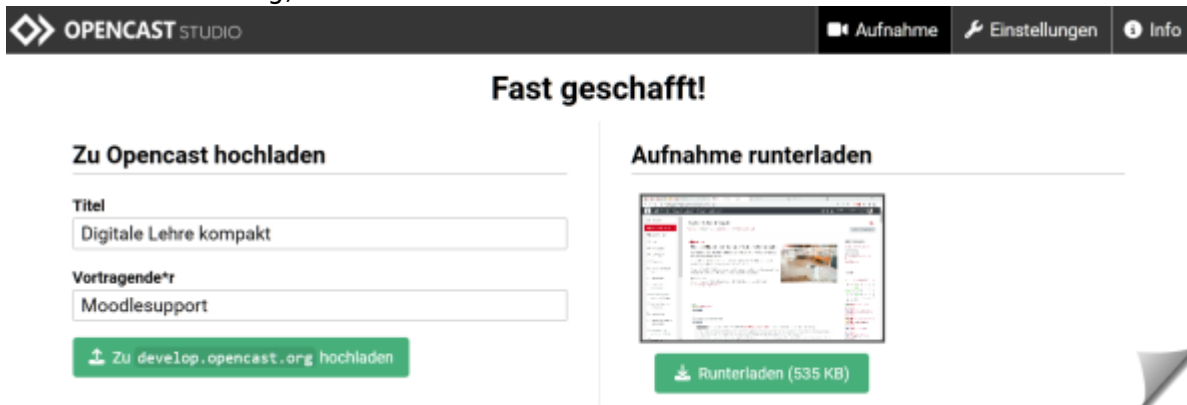 OPENCAST STUDIO
Aufnahme
Einstellungen
Info
Fast geschafft!
Zu Opencast hochladen
Titel
Digitale Lehre kompakt
Vortragende*r
Moodlesupport
Zu develop.opencast.org hochladen
Aufnahme runterladen
Runterladen (535 KB)